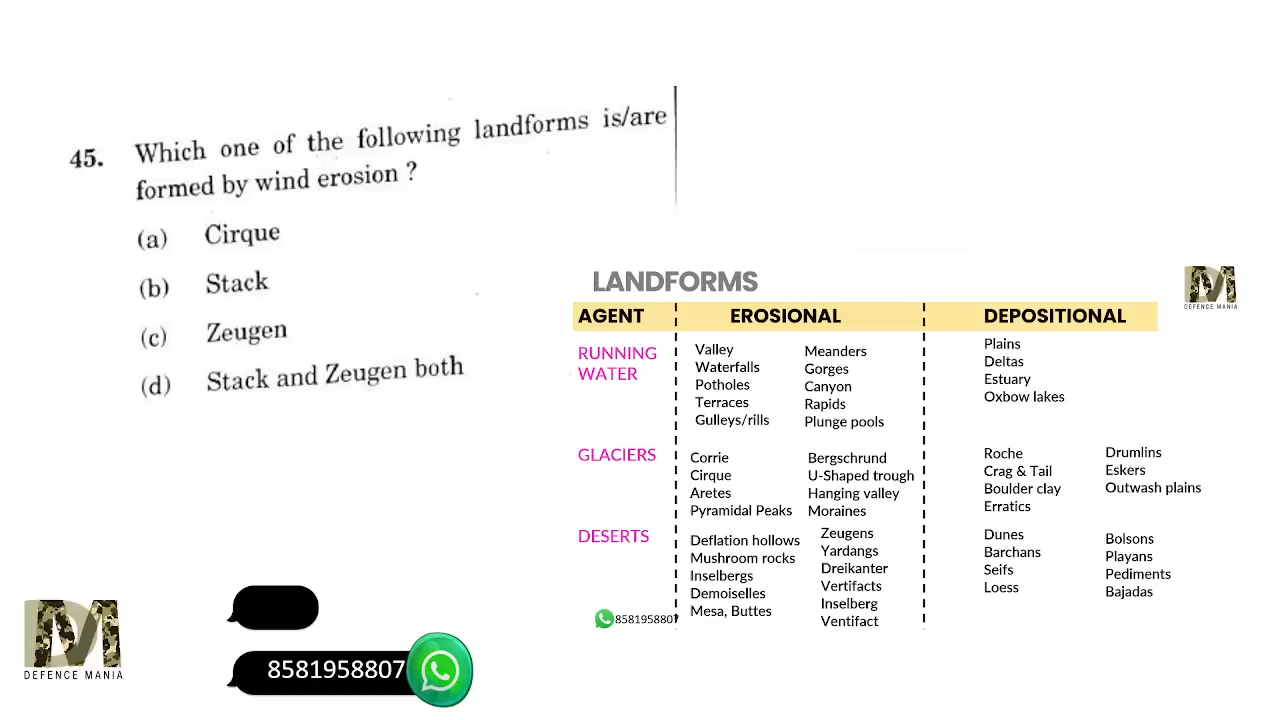 45. Which one of the following landforms is/are
formed by wind erosion ?
(a) Cirque
(b) Stack
(c) Zeugen
(d) Stack and Zeugen both
LANDFORMS
DM
DEFENCE MANIA
AGENT EROSIONAL DEPOSITIONAL
RUNNING
WATER
Valley
Waterfalls
Potholes
Terraces
Gulleys/rills
Meanders
Gorges
Canyon
Rapids
Plunge pools
Plains
Deltas
Estuary
Oxbow lakes
GLACIERS
Corrie
Cirque
Aretes
Pyramidal Peaks
Bergschrund
U-Shaped trough
Hanging valley
Moraines
Roche
Crag & Tail
Boulder clay
Erratics
Drumlins
Eskers
Outwash plains
DESERTS
Deflation hollows
Mushroom rocks
Inselbergs
Demoiselles
Mesa, Buttes
Zeugens
Yardangs
Dreikanter
Vertifacts
Inselberg
Ventifact
Dunes
Barchans
Seifs
Loess
Bolsons
Playans
Pediments
Bajadas
8581958807
DM
DEFENCE MANIA
8581958807